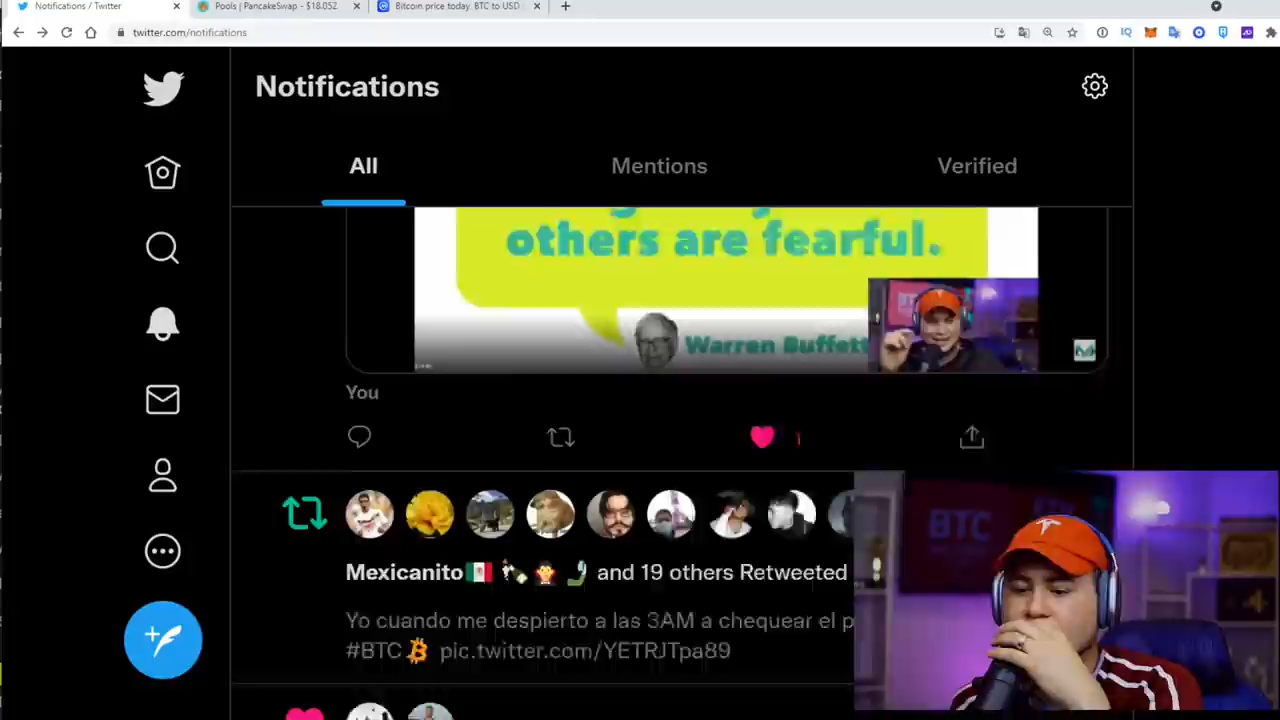 Notifications / Twitter
Pools | PancakeSwap - $18.052
Bitcoin price today: BTC to USD
twitter.com/notifications
Notifications
All
Mentions
Verified
others are fearful.
Warren Buffett
BTC
You
1
BTC
Mexicanito🇲🇽 and 19 others Retweeted
Yo cuando me despierto a las 3AM a chequear el p
#BTC pic.twitter.com/YETRJTpa89